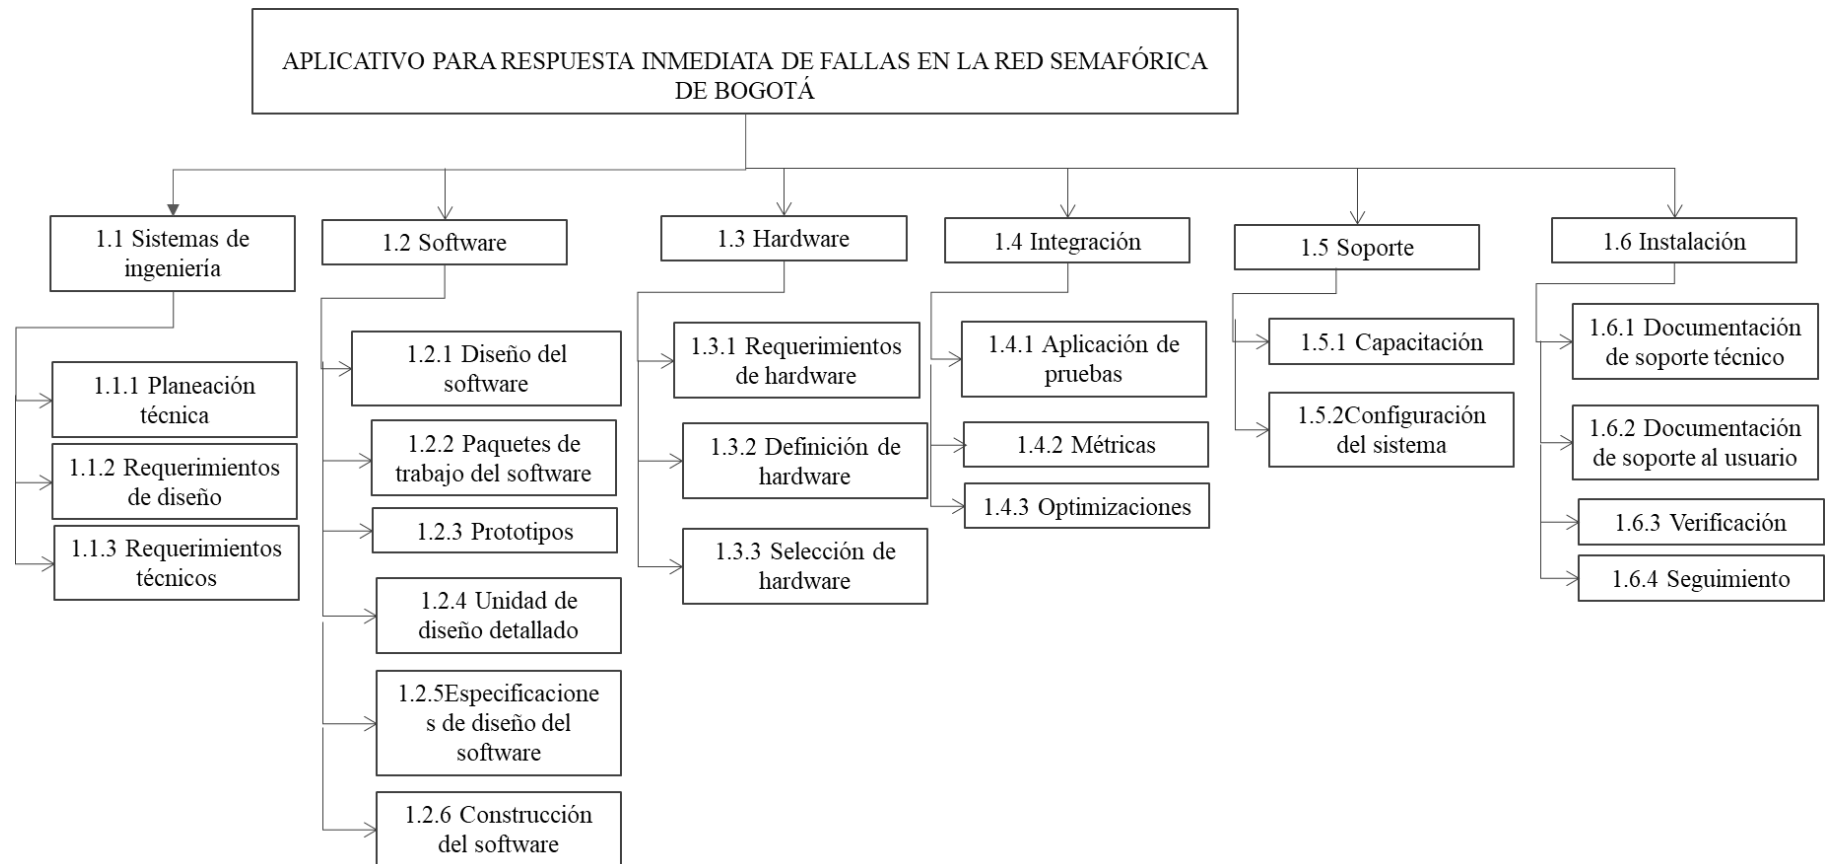 APLICATIVO PARA RESPUESTA INMEDIATA DE FALLAS EN LA RED SEMAFÓRICA
DE BOGOTÁ
1.1 Sistemas de
ingeniería
1.1.1 Planeación
técnica
1.1.2 Requerimientos
de diseño
1.1.3 Requerimientos
técnicos
1.2 Software
1.2.1 Diseño del
software
1.2.2 Paquetes de
trabajo del software
1.2.3 Prototipos
1.2.4 Unidad de
diseño detallado
1.2.5Especificacione
s de diseño del
software
1.2.6 Construcción
del software
1.3 Hardware
1.3.1 Requerimientos
de hardware
1.3.2 Definición de
hardware
1.3.3 Selección de
hardware
1.4 Integración
1.4.1 Aplicación de
pruebas
1.4.2 Métricas
1.4.3 Optimizaciones
1.5 Soporte
1.5.1 Capacitación
1.5.2Configuración
del sistema
1.6 Instalación
1.6.1 Documentación
de soporte técnico
1.6.2 Documentación
de soporte al usuario
1.6.3 Verificación
1.6.4 Seguimiento